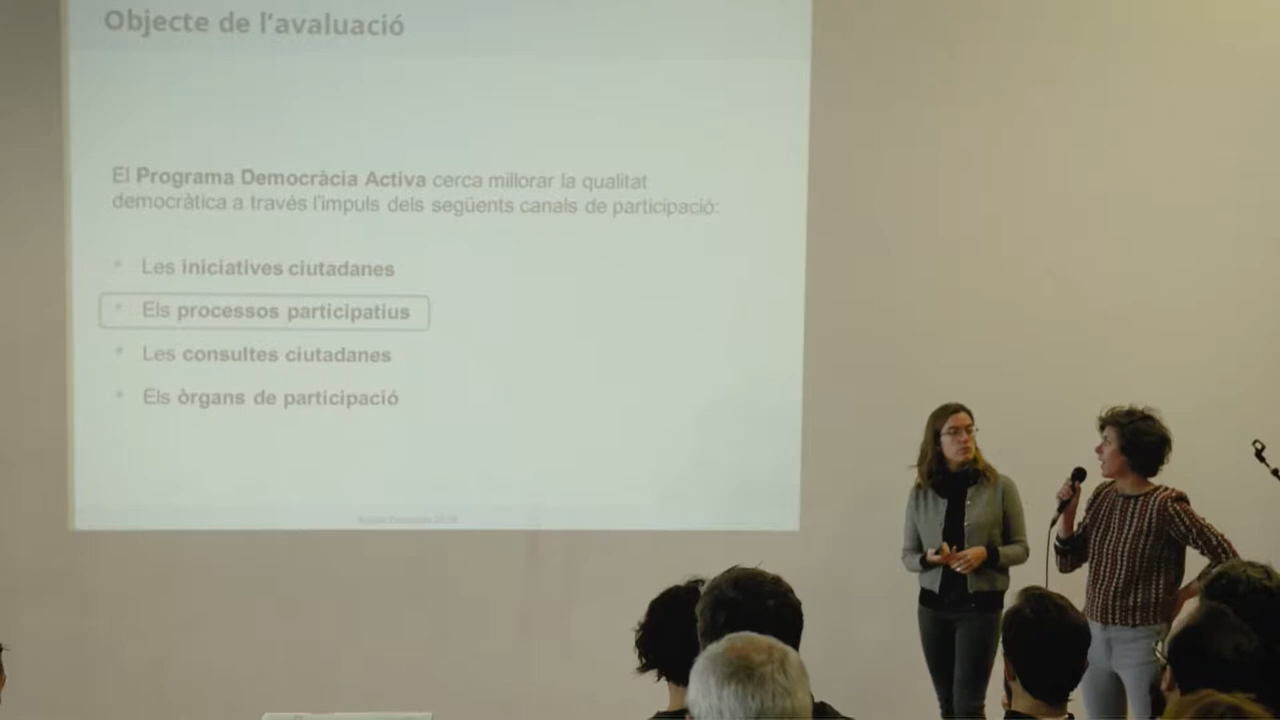 Objecte de l'avaluació
El Programa Democràcia Activa cerca millorar la qualitat
democràtica a través l'impuls dels següents canals de participació:
* Les iniciatives ciutadanes
* Els processos participatius
* Les consultes ciutadanes
* Els òrgans de participació